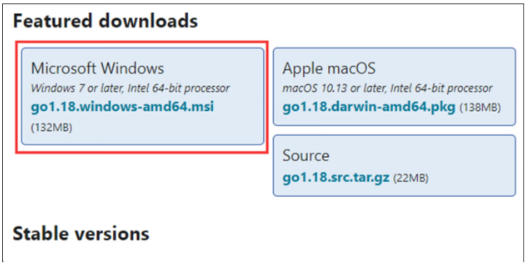 Featured downloads
Microsoft Windows
Windows 7 or later, Intel 64-bit processor
go1.18.windows-amd64.msi
(132MB)
Apple macOS
macOS 10.13 or later, Intel 64-bit processor
go1.18.darwin-amd64.pkg (138MB)
Source
go1.18.src.tar.gz (22MB)
Stable versions